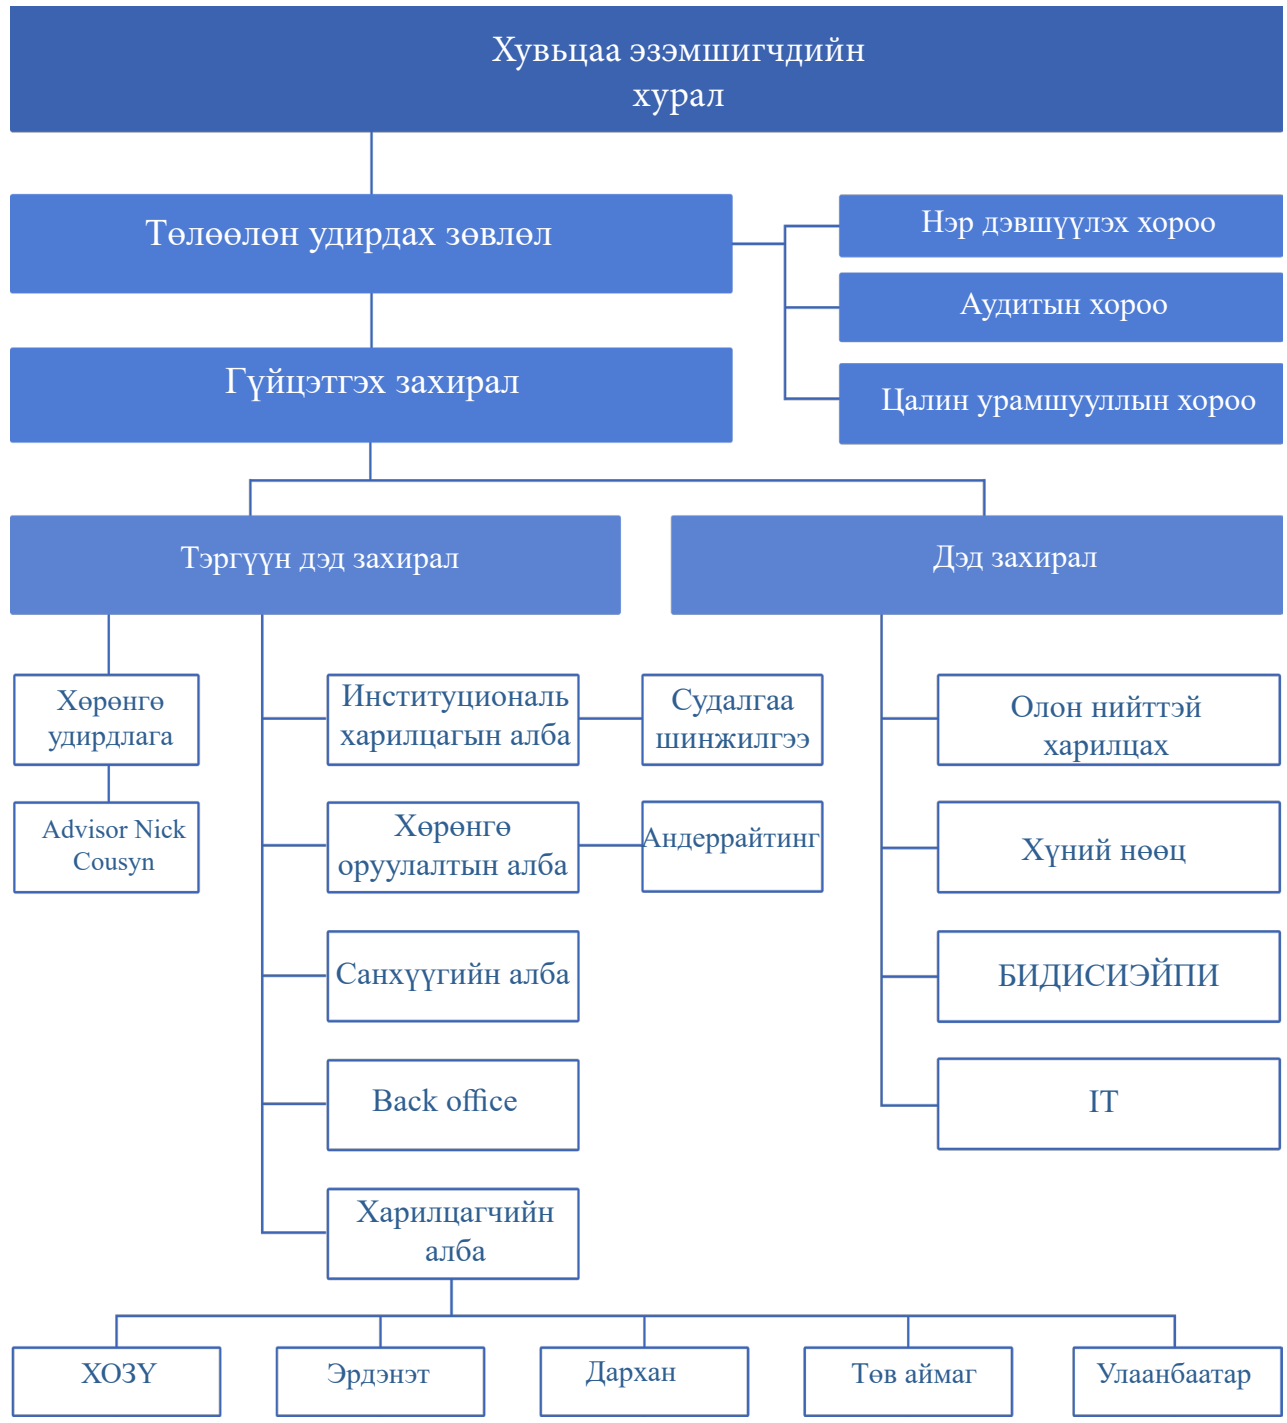 Хувьцаа эзэмшигчдийн
хурал
Төлөөлөн удирдах зөвлөл
Нэр дэвшүүлэх хороо
Аудитын хороо
Цалин урамшууллын хороо
Гүйцэтгэх захирал
Тэргүүн дэд захирал
Дэд захирал
Хөрөнгө
удирдлага
Advisor Nick
Cousyn
Институциональ
харилцагын алба
Судалгаа
шинжилгээ
Хөрөнгө
оруулалтын алба
Андеррайтинг
Санхүүгийн алба
Back office
Харилцагчийн
алба
Олон нийттэй
харилцах
Хүний нөөц
БИДИСИЭЙПИ
IT
ХОЗҮ
Эрдэнэт
Дархан
Төв аймаг
Улаанбаатар